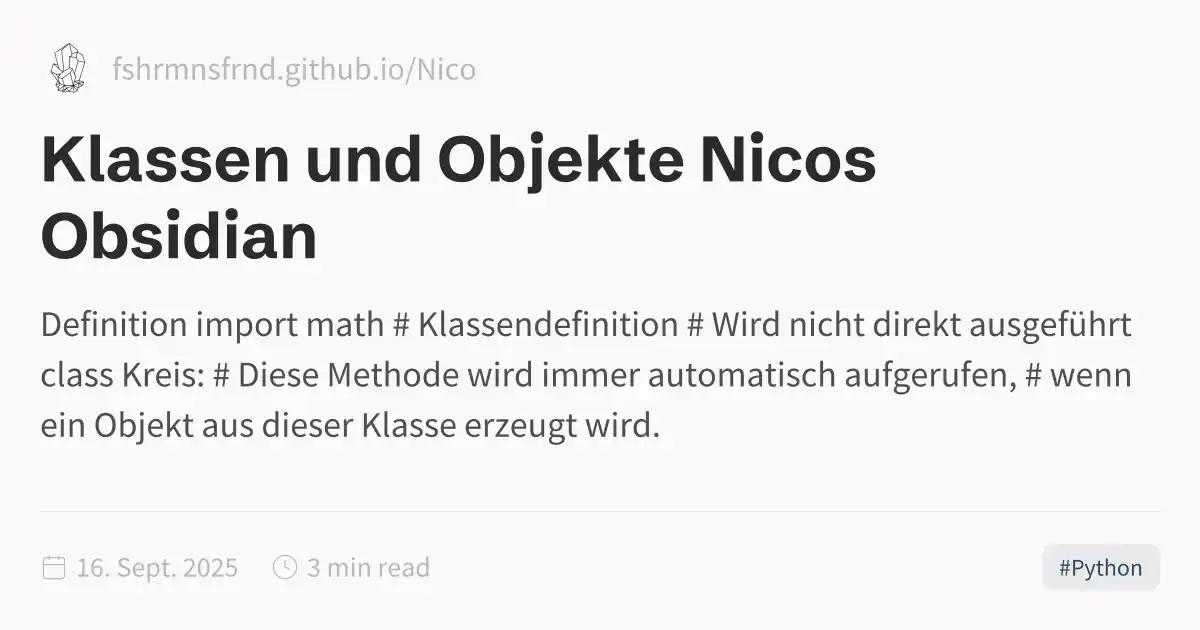 fshrmnsfrnd.github.io/Nico
Klassen und Objekte Nicos
Obsidian
Definition import math # Klassendefinition # Wird nicht direkt ausgeführt
class Kreis: # Diese Methode wird immer automatisch aufgerufen, # wenn
ein Objekt aus dieser Klasse erzeugt wird.
16. Sept. 2025 3 min read #Python